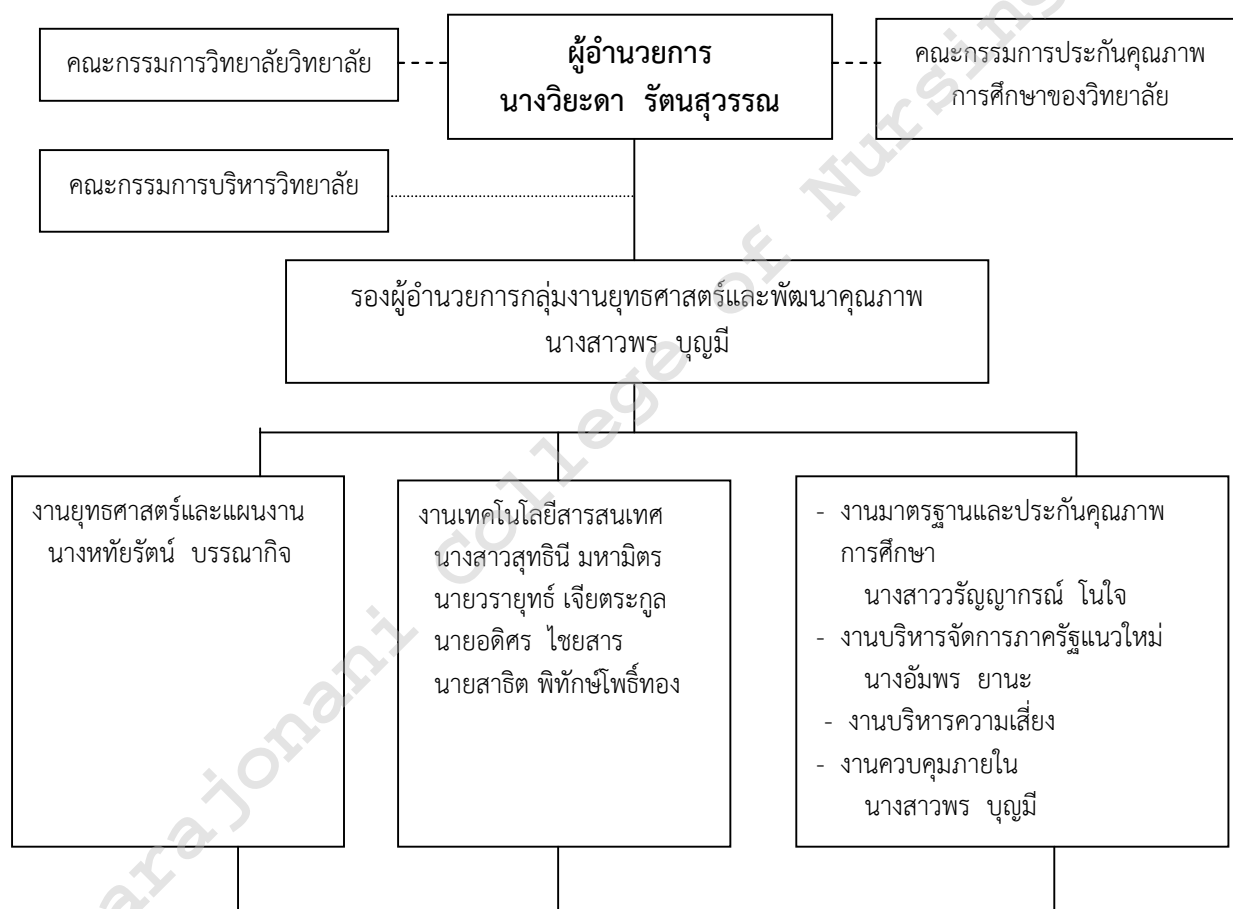 คณะกรรมการวิทยาลัยวิทยาลัย
ผู้อำนวยการ
นางวิยะดา รัตนสุวรรณ
คณะกรรมการประกันคุณภาพ
การศึกษาของวิทยาลัย
คณะกรรมการบริหารวิทยาลัย
รองผู้อำนวยการกลุ่มงานยุทธศาสตร์และพัฒนาคุณภาพ
นางสาวพร บุญมี
งานยุทธศาสตร์และแผนงาน
นางหทัยรัตน์ บรรณากิจ
งานเทคโนโลยีสารสนเทศ
นางสาวสุทธินี มหามิตร
นายวรายุทธ์ เจียตระกูล
นายอดิศร ไชยสาร
นายสาธิต พิทักษ์โพธิ์ทอง
- งานมาตรฐานและประกันคุณภาพ
การศึกษา
นางสาววรัญญากรณ์ โนใจ
- งานบริหารจัดการภาครัฐแนวใหม่
นางอัมพร ยานะ
- งานบริหารความเสี่ยง
- งานควบคุมภายใน
นางสาวพร บุญมี
arajonani College of Nursing